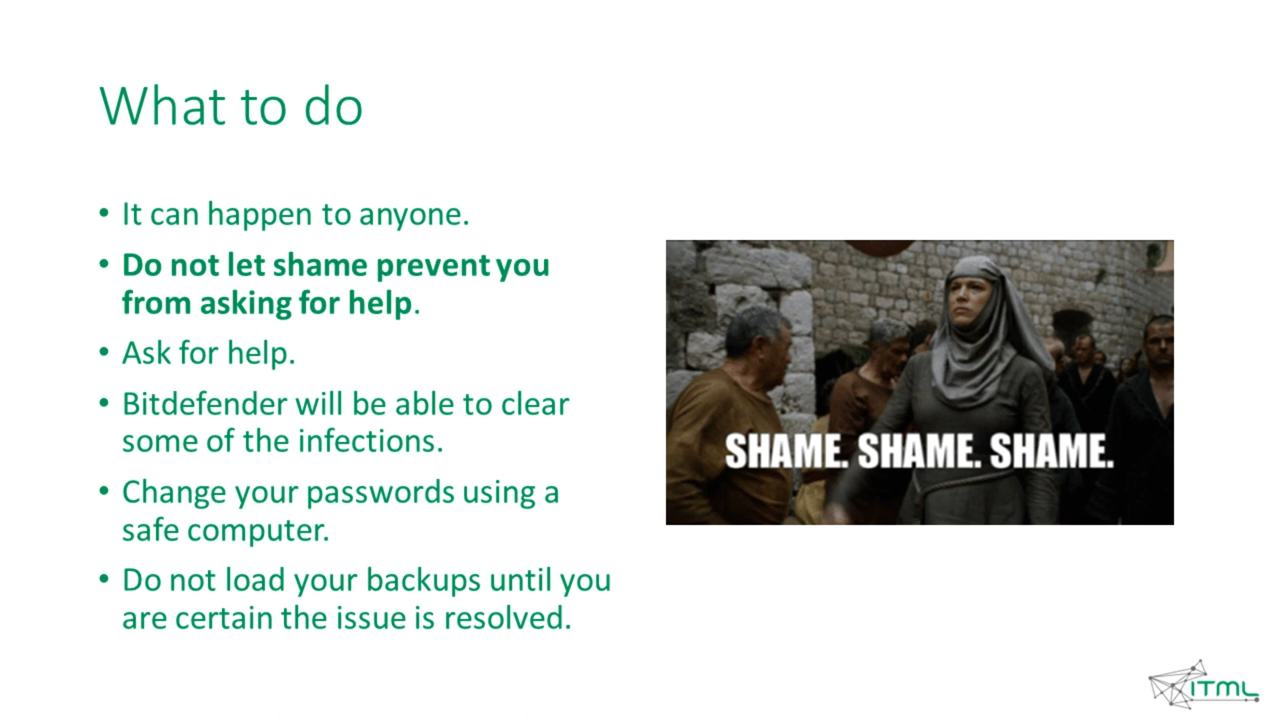 What to do
• It can happen to anyone.
• Do not let shame prevent you
from asking for help.
• Ask for help.
• Bitdefender will be able to clear
some of the infections.
• Change your passwords using a
safe computer.
• Do not load your backups until you
are certain the issue is resolved.
SHAME. SHAME. SHAME.
ITML